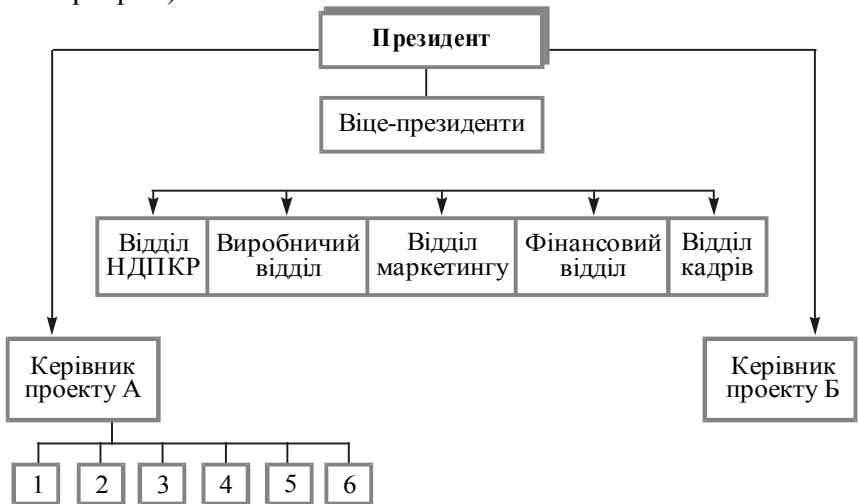 Президент
Віце-президенти
Відділ
НДПКР
Виробничий
відділ
Відділ
маркетингу
Фінансовий
відділ
Відділ
кадрів
Керівник
проекту А
Керівник
проекту Б
1 2 3 4 5 6